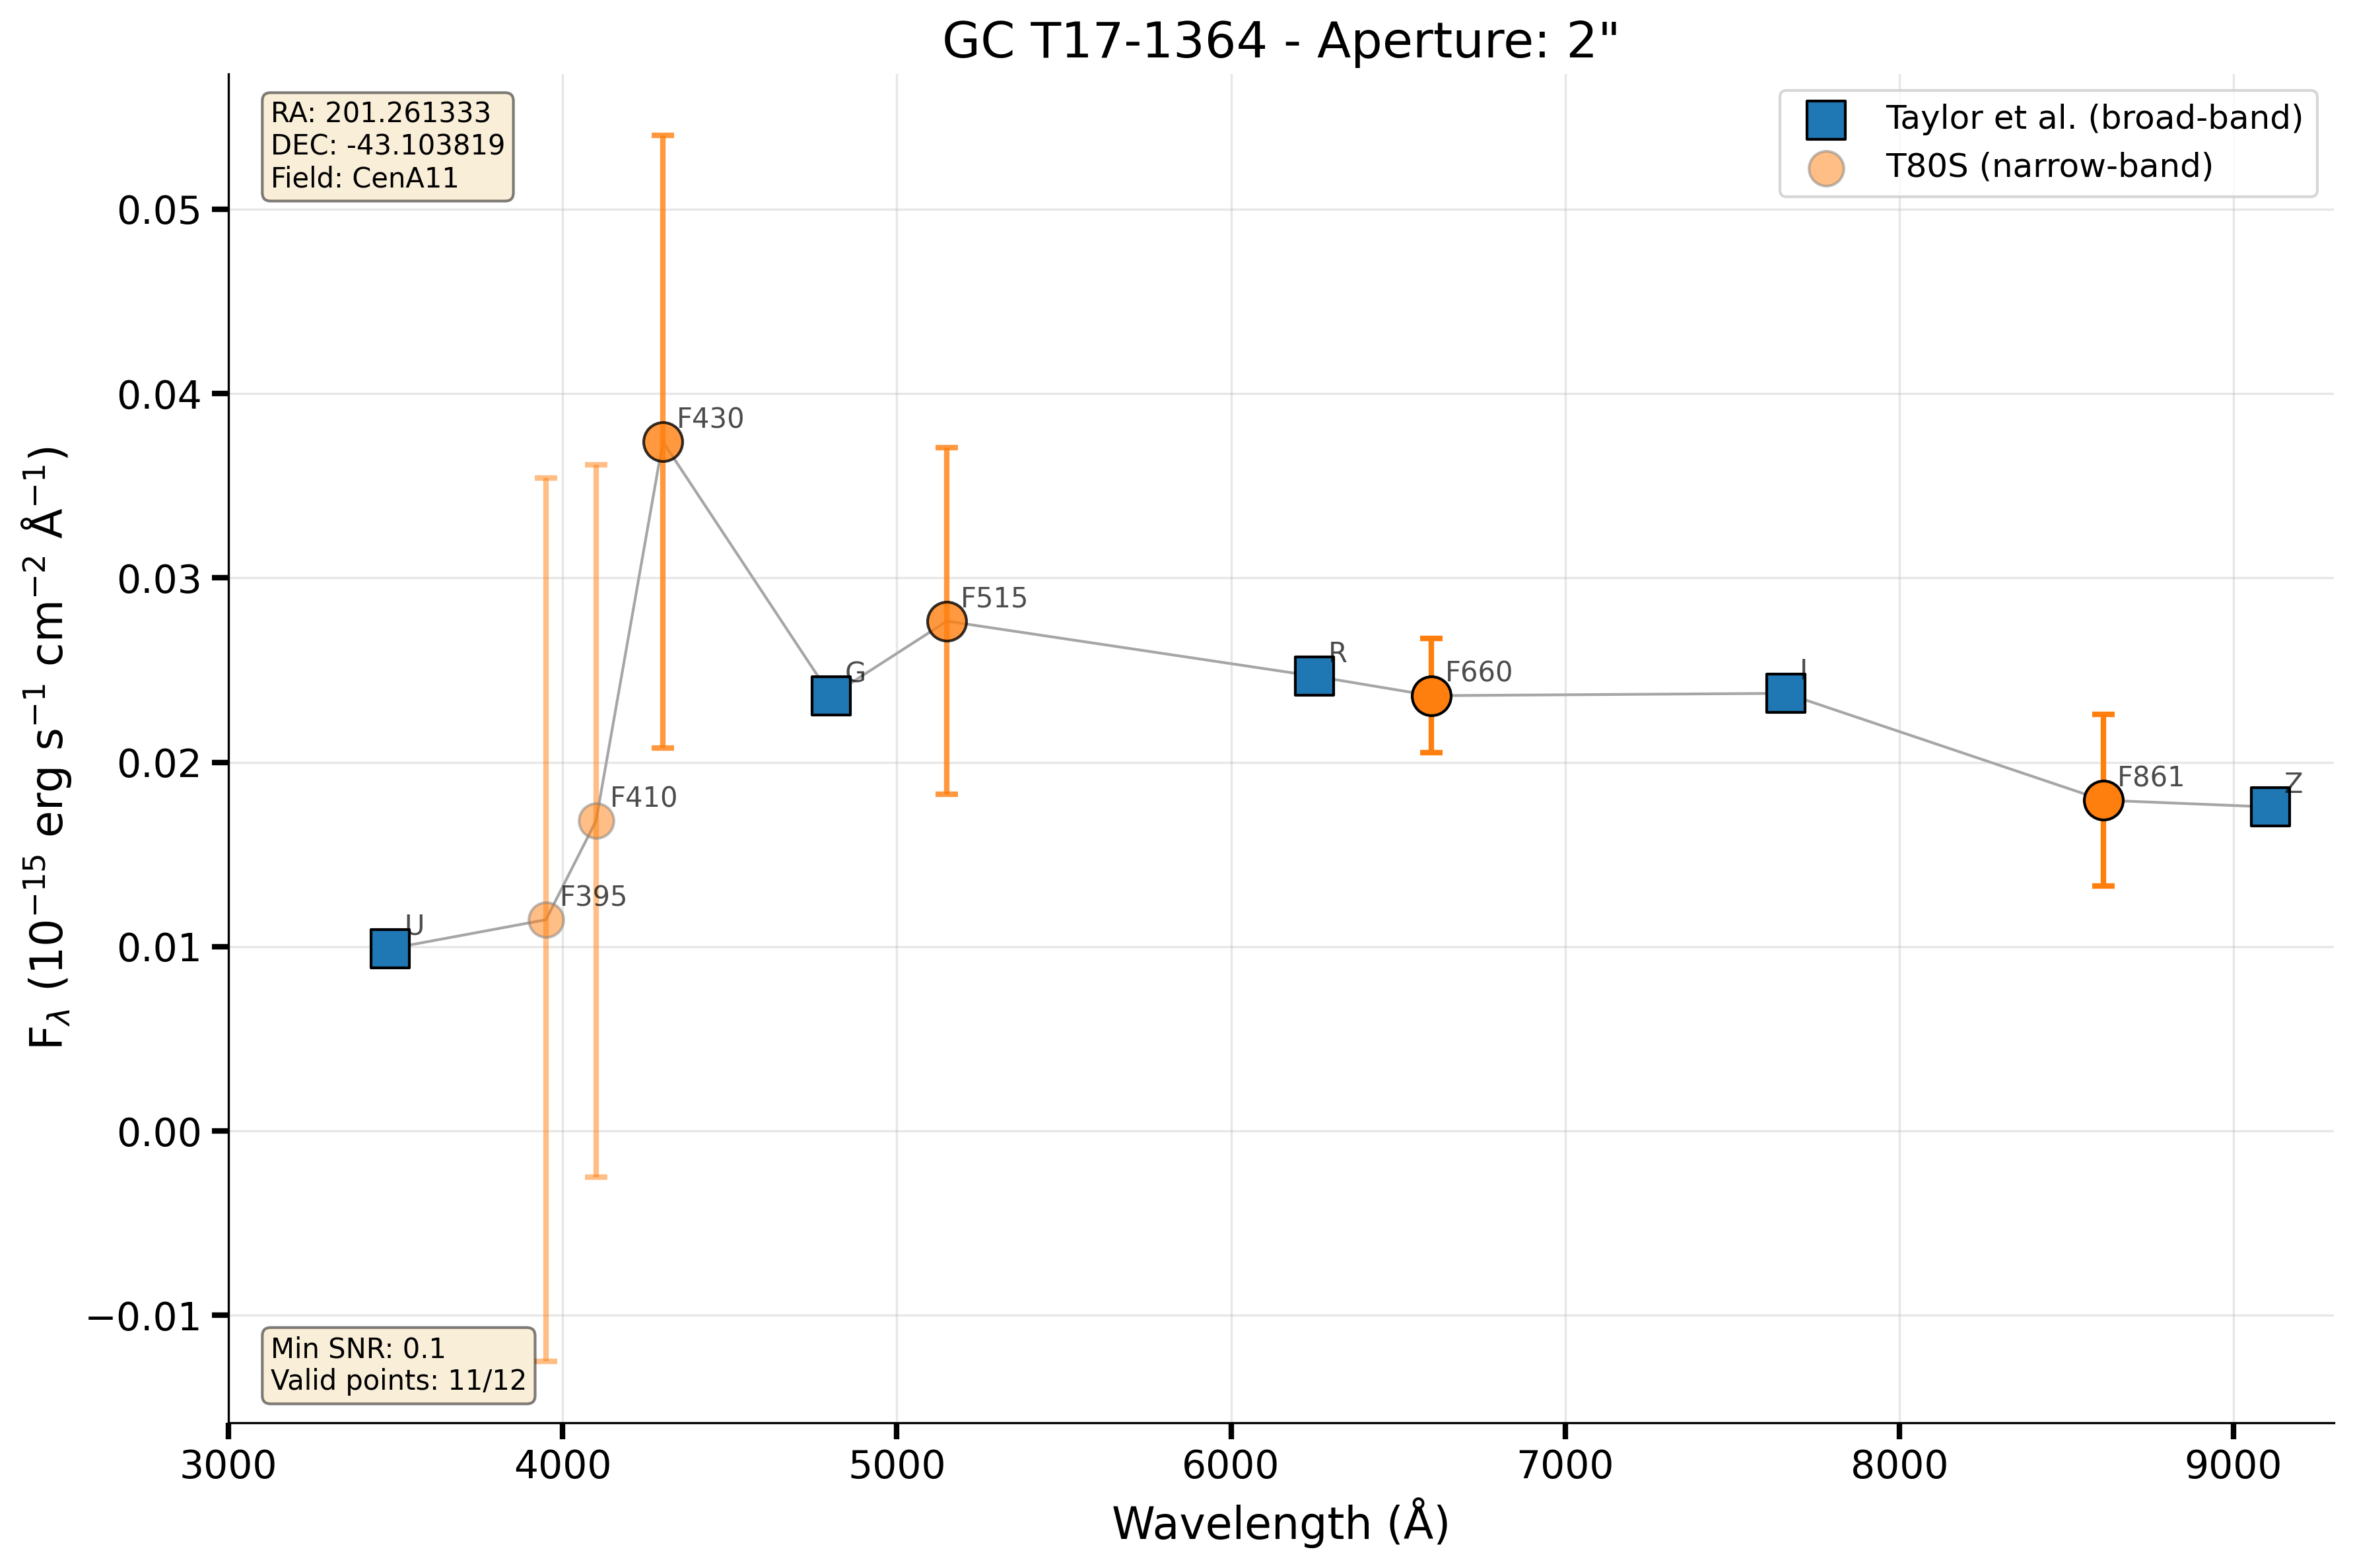 GC T17-1364 - Aperture: 2"
RA: 201.261333
DEC: -43.103819
Field: CenA11
Taylor et al. (broad-band)
T80S (narrow-band)
F430
F515
G
R
F660
I
F861
Z
F410
F395
U
0.05
0.04
0.03
0.02
0.01
0.00
−0.01
F_λ (10⁻¹⁵ erg s⁻¹ cm⁻² Å⁻¹)
Min SNR: 0.1
Valid points: 11/12
3000 4000 5000 6000 7000 8000 9000
Wavelength (Å)